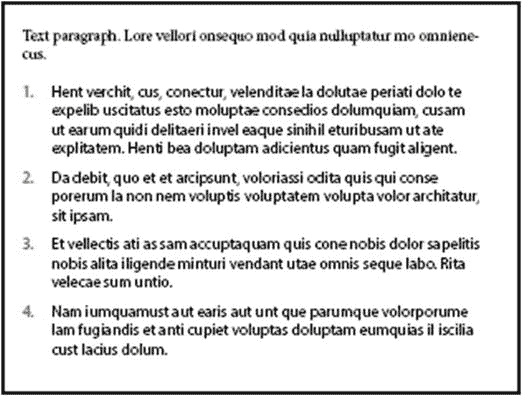 Text paragraph. Lore vellori onsequo mod quia nulluptatur mo omniene-
cus.
1. Hent verchit, cus, conectur, velenditae la dolutae periati dolo te
expelib uscitatus esto moluptae consedios dolumquiam, cusam
ut earum quidi delitaeri invel eaque sinihil eturibusam ut ate
explitatem. Henti bea doluptam adicientus quam fugit aligent.
2. Da debit, quo et et arcipsunt, voloriassi odita quis qui conse
porerum la non nem voluptis voluptatem volupta volor architatur,
sit ipsam.
3. Et vellectis ati as sam accuptaquam quis cone nobis dolor sapelitis
nobis alita iligende minturi vendant utae omnis seque labo. Rita
velecae sum untio.
4. Nam iumquamust aut earis aut unt que parumque volorporume
lam fugiandis et anti cupiet voluptas doluptam eumquias il iscilia
cust lacius dolum.